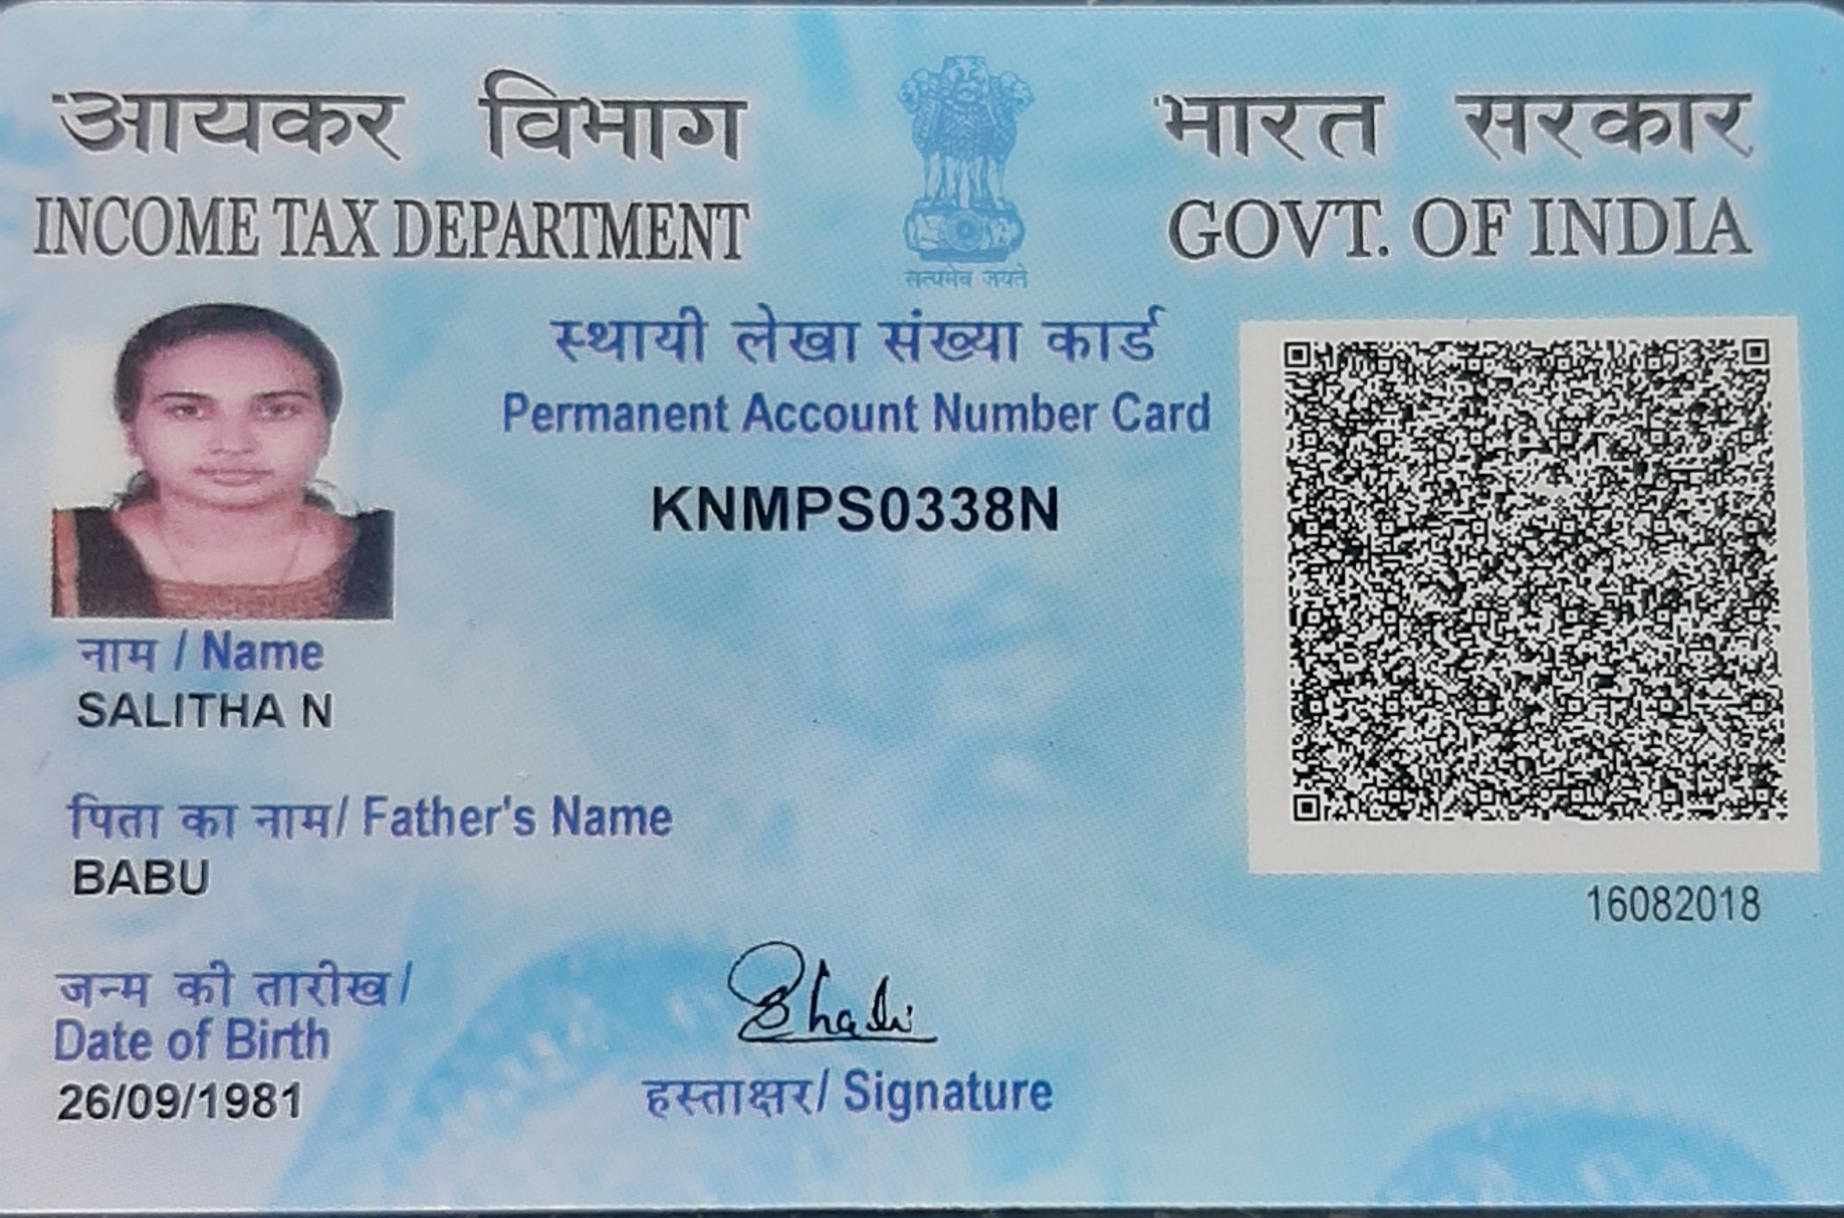 आयकर विभाग
INCOME TAX DEPARTMENT
सत्यमेव जयते
भारत सरकार
GOVT. OF INDIA
स्थायी लेखा संख्या कार्ड
Permanent Account Number Card
KNMPS0338N
नाम / Name
SALITHA N
पिता का नाम/ Father's Name
BABU
16082018
जन्म की तारीख/
Date of Birth
26/09/1981
हस्ताक्षर/ Signature